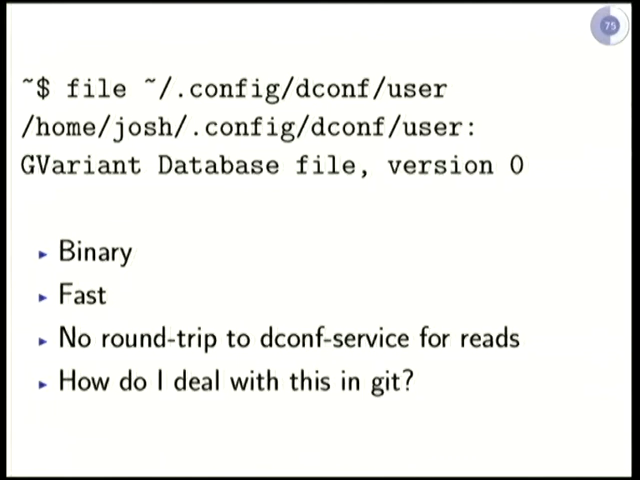 75
~$ file ~/.config/dconf/user
/home/josh/.config/dconf/user:
GVariant Database file, version 0
Binary
Fast
No round-trip to dconf-service for reads
How do I deal with this in git?